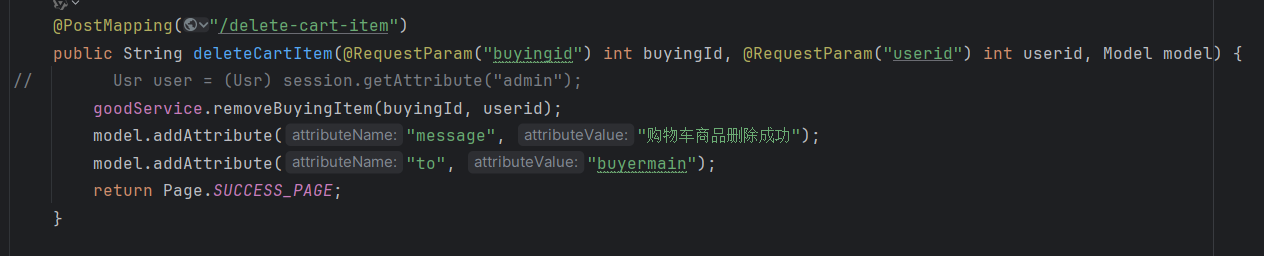 @PostMapping("/delete-cart-item")
public String deleteCartItem(@RequestParam("buyingid") int buyingId, @RequestParam("userid") int userid, Model model) {
//        Usr user = (Usr) session.getAttribute("admin");
goodService.removeBuyingItem(buyingId, userid);
model.addAttribute( attributeName: "message", attributeValue: "购物车商品删除成功");
model.addAttribute( attributeName: "to", attributeValue: "buyermain");
return Page.SUCCESS_PAGE;
}